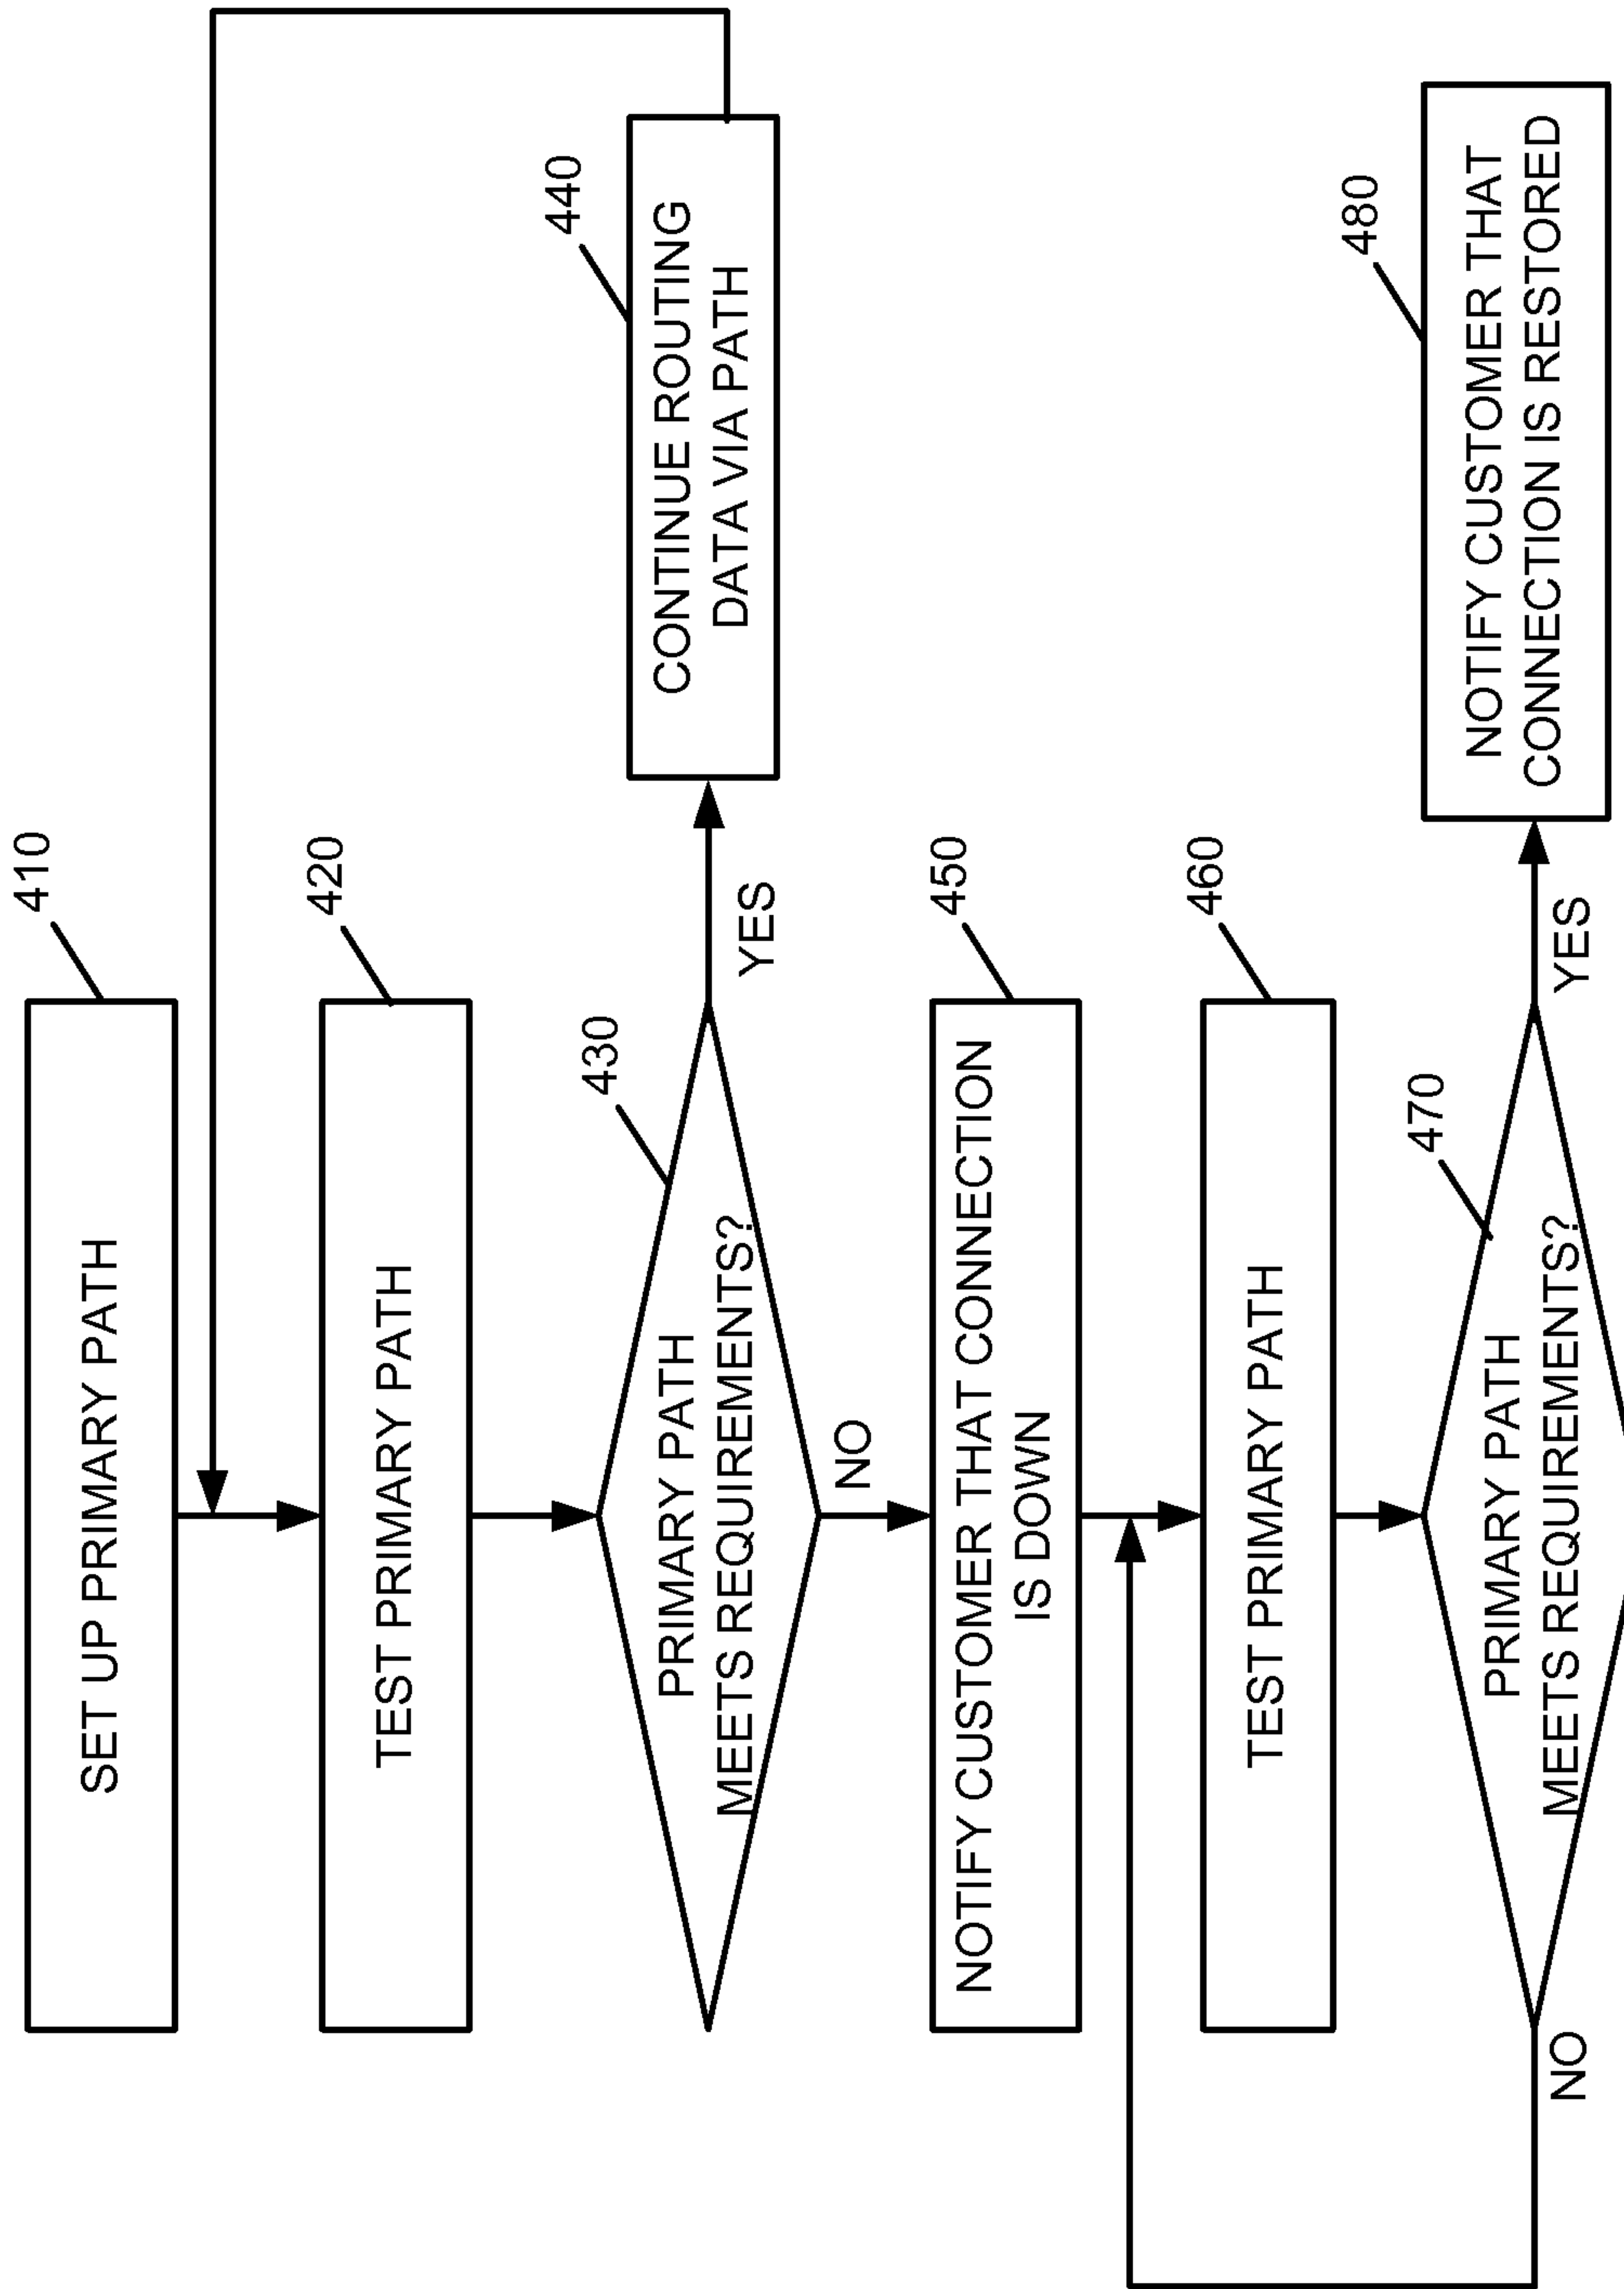 410
SET UP PRIMARY PATH
420
TEST PRIMARY PATH
430
PRIMARY PATH
MEETS REQUIREMENTS?
YES
440
CONTINUE ROUTING
DATA VIA PATH
NO
450
NOTIFY CUSTOMER THAT CONNECTION
IS DOWN
460
TEST PRIMARY PATH
470
PRIMARY PATH
MEETS REQUIREMENTS?
NO
YES
480
NOTIFY CUSTOMER THAT
CONNECTION IS RESTORED